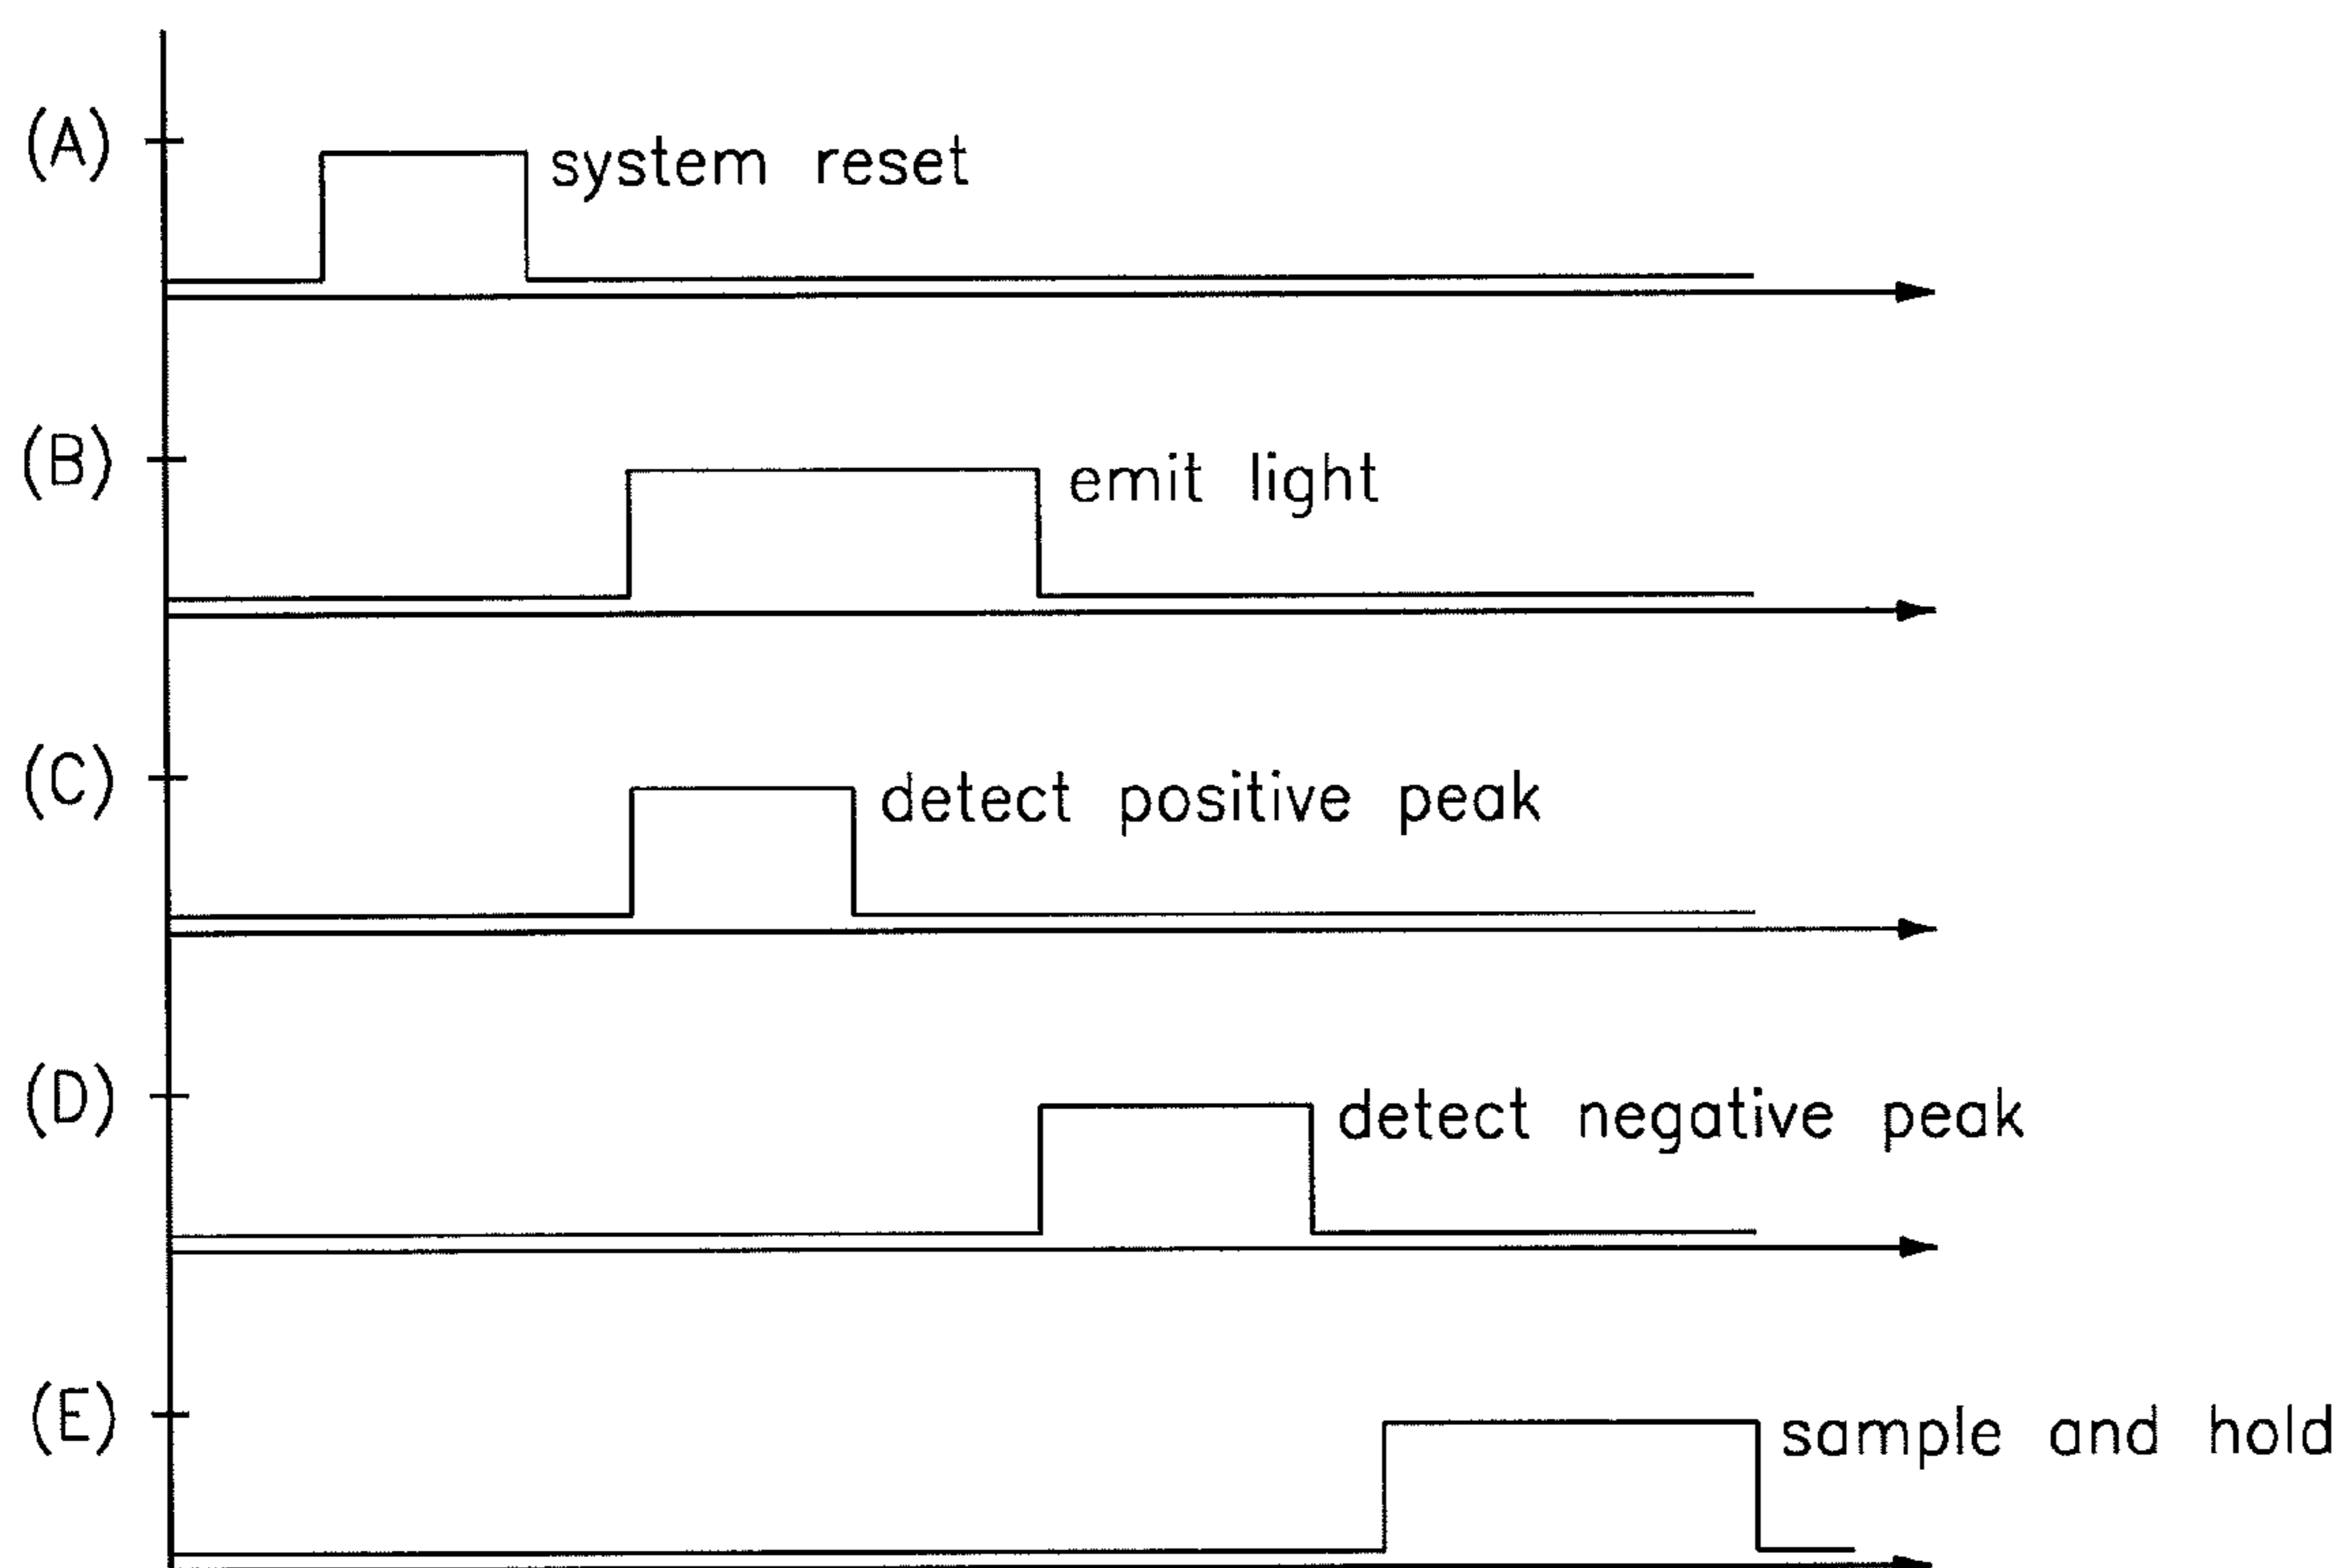 (A) system reset
(B) emit light
(C) detect positive peak
(D) detect negative peak
(E) sample and hold